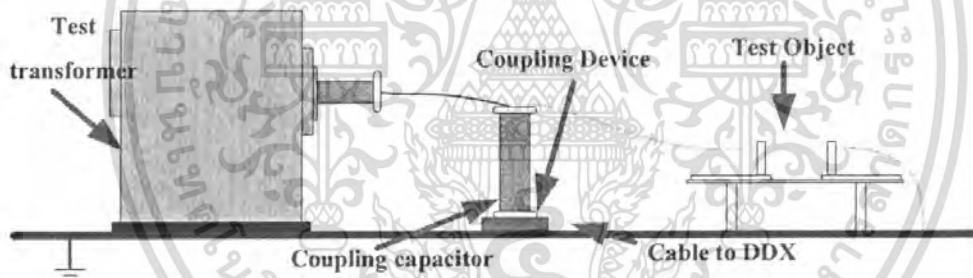 Test
transformer
Coupling Device
Test Object
Coupling capacitor
Cable to DDX